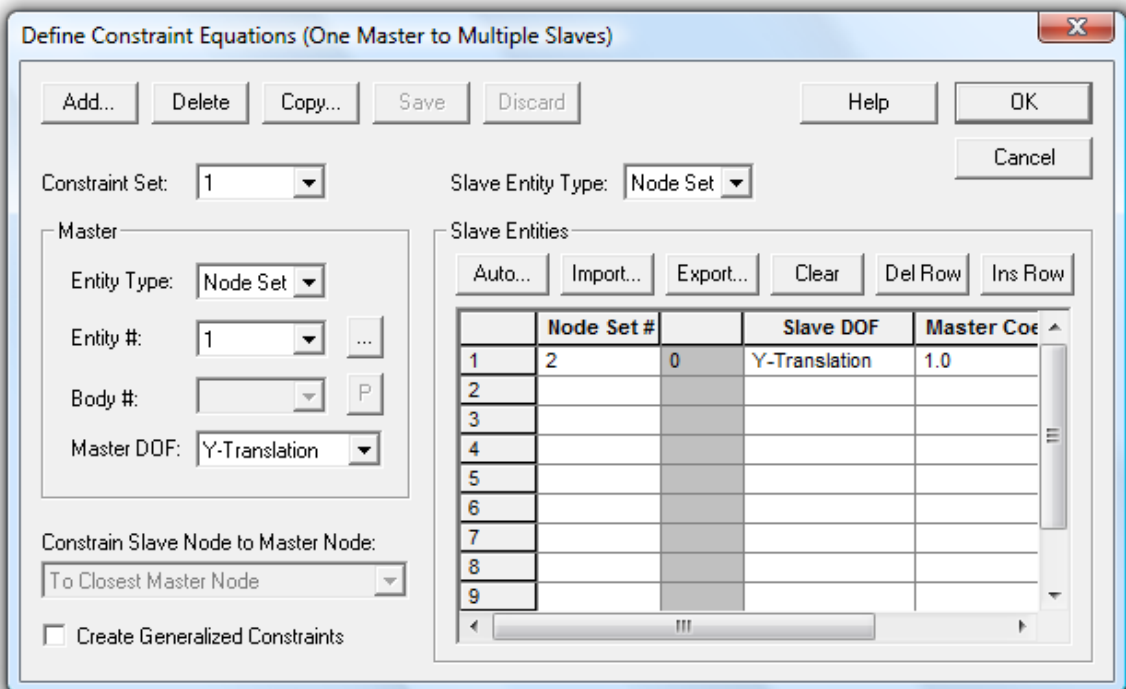 Define Constraint Equations (One Master to Multiple Slaves)
Add... Delete Copy... Save Discard Help OK
Cancel
Constraint Set: 1 Slave Entity Type: Node Set
Master
Entity Type: Node Set
Entity #: 1 ...
Body #: P
Master DOF: Y-Translation
Constrain Slave Node to Master Node:
To Closest Master Node
Create Generalized Constraints
Slave Entities
Auto... Import... Export... Clear Del Row Ins Row
Node Set # Slave DOF Master Coe
1 2 0 Y-Translation 1.0
2
3
4
5
6
7
8
9